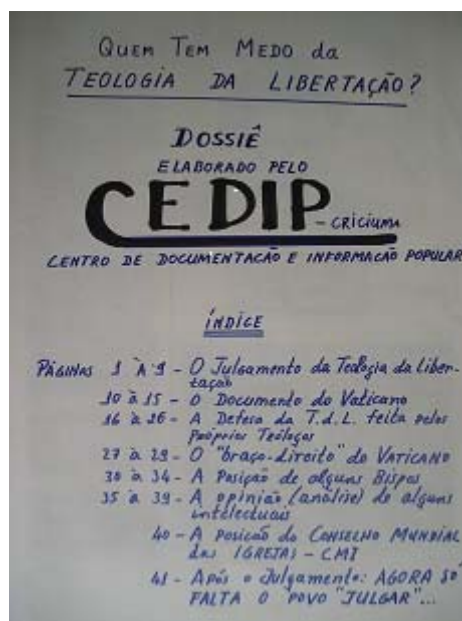 QUEM TEM MEDO da
TEOLOGIA DA LIBERTAÇÃO?
DOSSIÊ
ELABORADO PELO
CEDIP - CRICIUMA
CENTRO DE DOCUMENTAÇÃO E INFORMAÇÃO POPULAR
ÍNDICE
PÁGINAS 1 À 9 - O Julgamento da Teologia da Liber-
tação
10 à 15 - O Documento do Vaticano
16 à 26 - A Defesa da T.d.L. feita pelos
Próprios Teólogos
27 à 29 - O "braço-direito" do VATICANO
30 à 34 - A Posição de alguns Bispos
35 à 39 - A opinião (análise) de alguns
intelectuais
40 - A posição do CONSELHO MUNDIAL
das IGREJAS - CMI
41 - Após o Julgamento: AGORA SÓ
FALTA O POVO "JULGAR"...